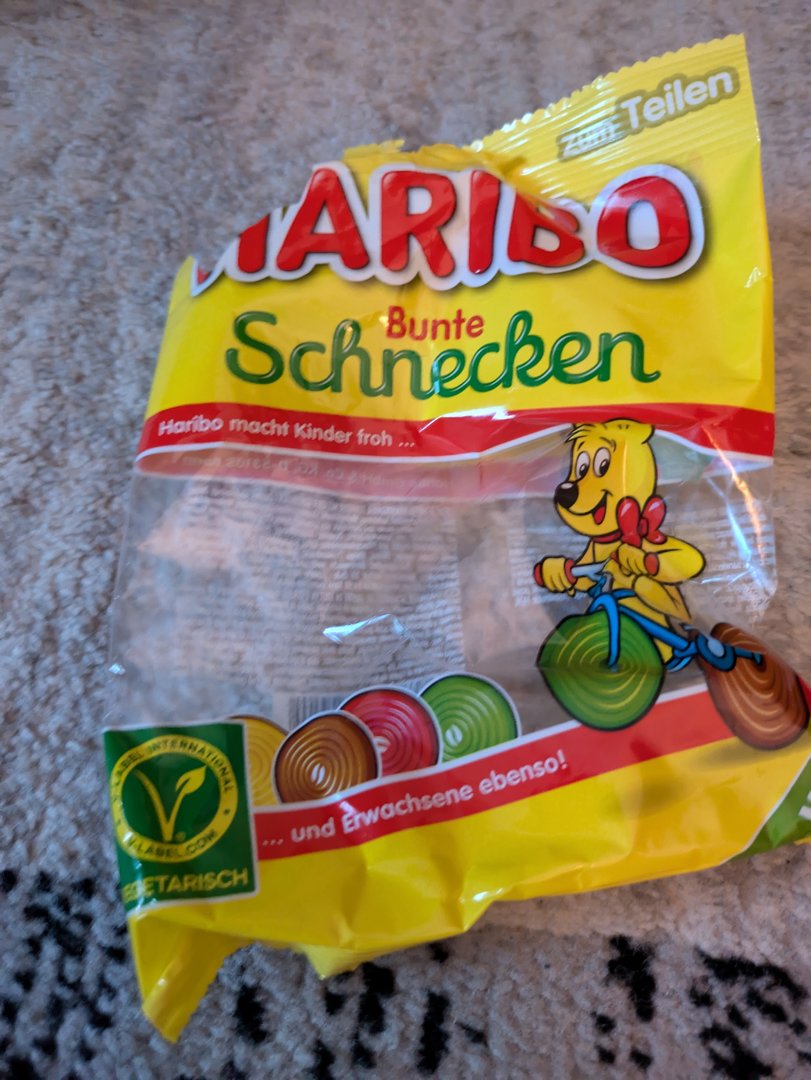 zum Teilen
HARIBO
Bunte
Schnecken
Haribo macht Kinder froh ...
... und Erwachsene ebenso!
V-LABEL INTERNATIONAL
V-LABEL.COM
VEGETARISCH